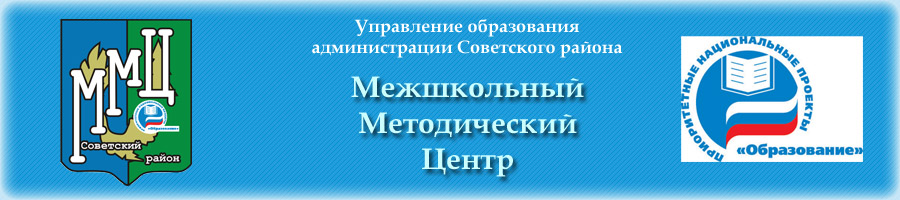 ММЦ
«Образование»
Советский
район
Управление образования
администрации Советского района
Межшкольный
Методический
Центр
ПРИОРИТЕТНЫЕ НАЦИОНАЛЬНЫЕ ПРОЕКТЫ
«Образование»